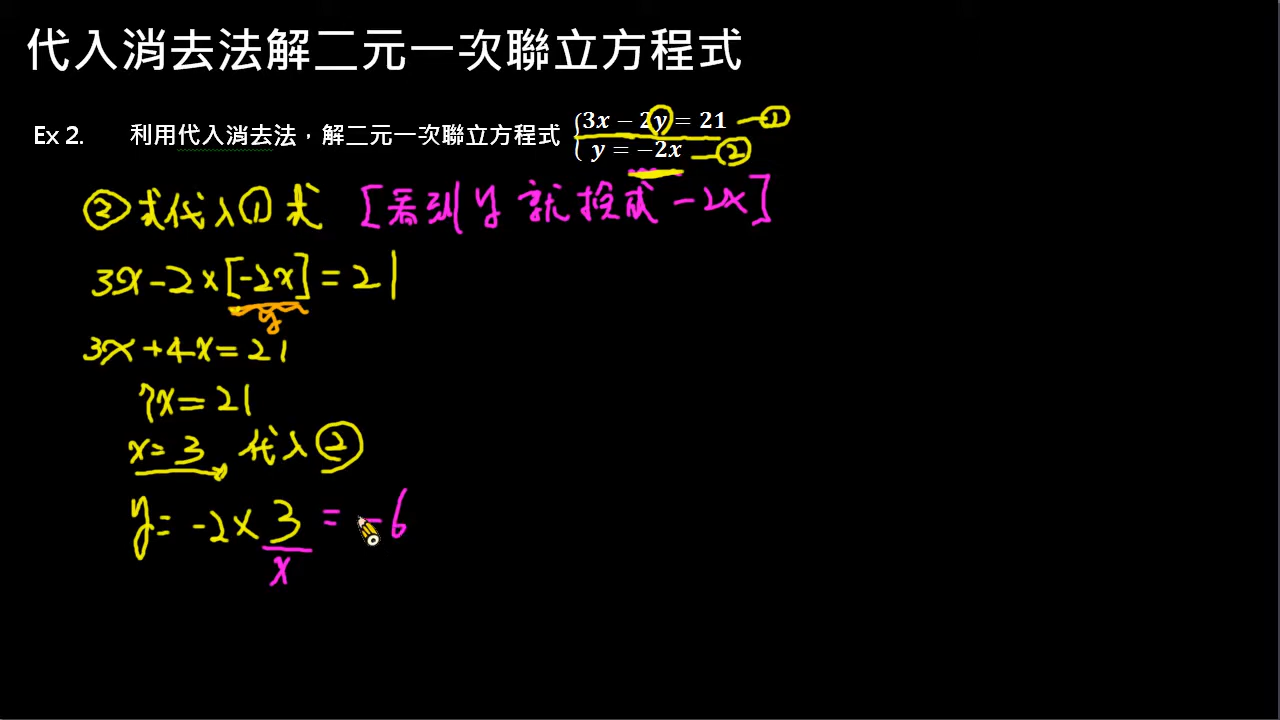 代入消去法解二元一次聯立方程式
Ex 2. 利用代入消去法，解二元一次聯立方程式 {3x − 2y = 21 —①
y = −2x —②
②式代入①式 [看到y就換成-2x]
3x-2×[-2x]=21
y
3x+4x=21
7x=21
x=3 代入②
y=-2×3=-6
x